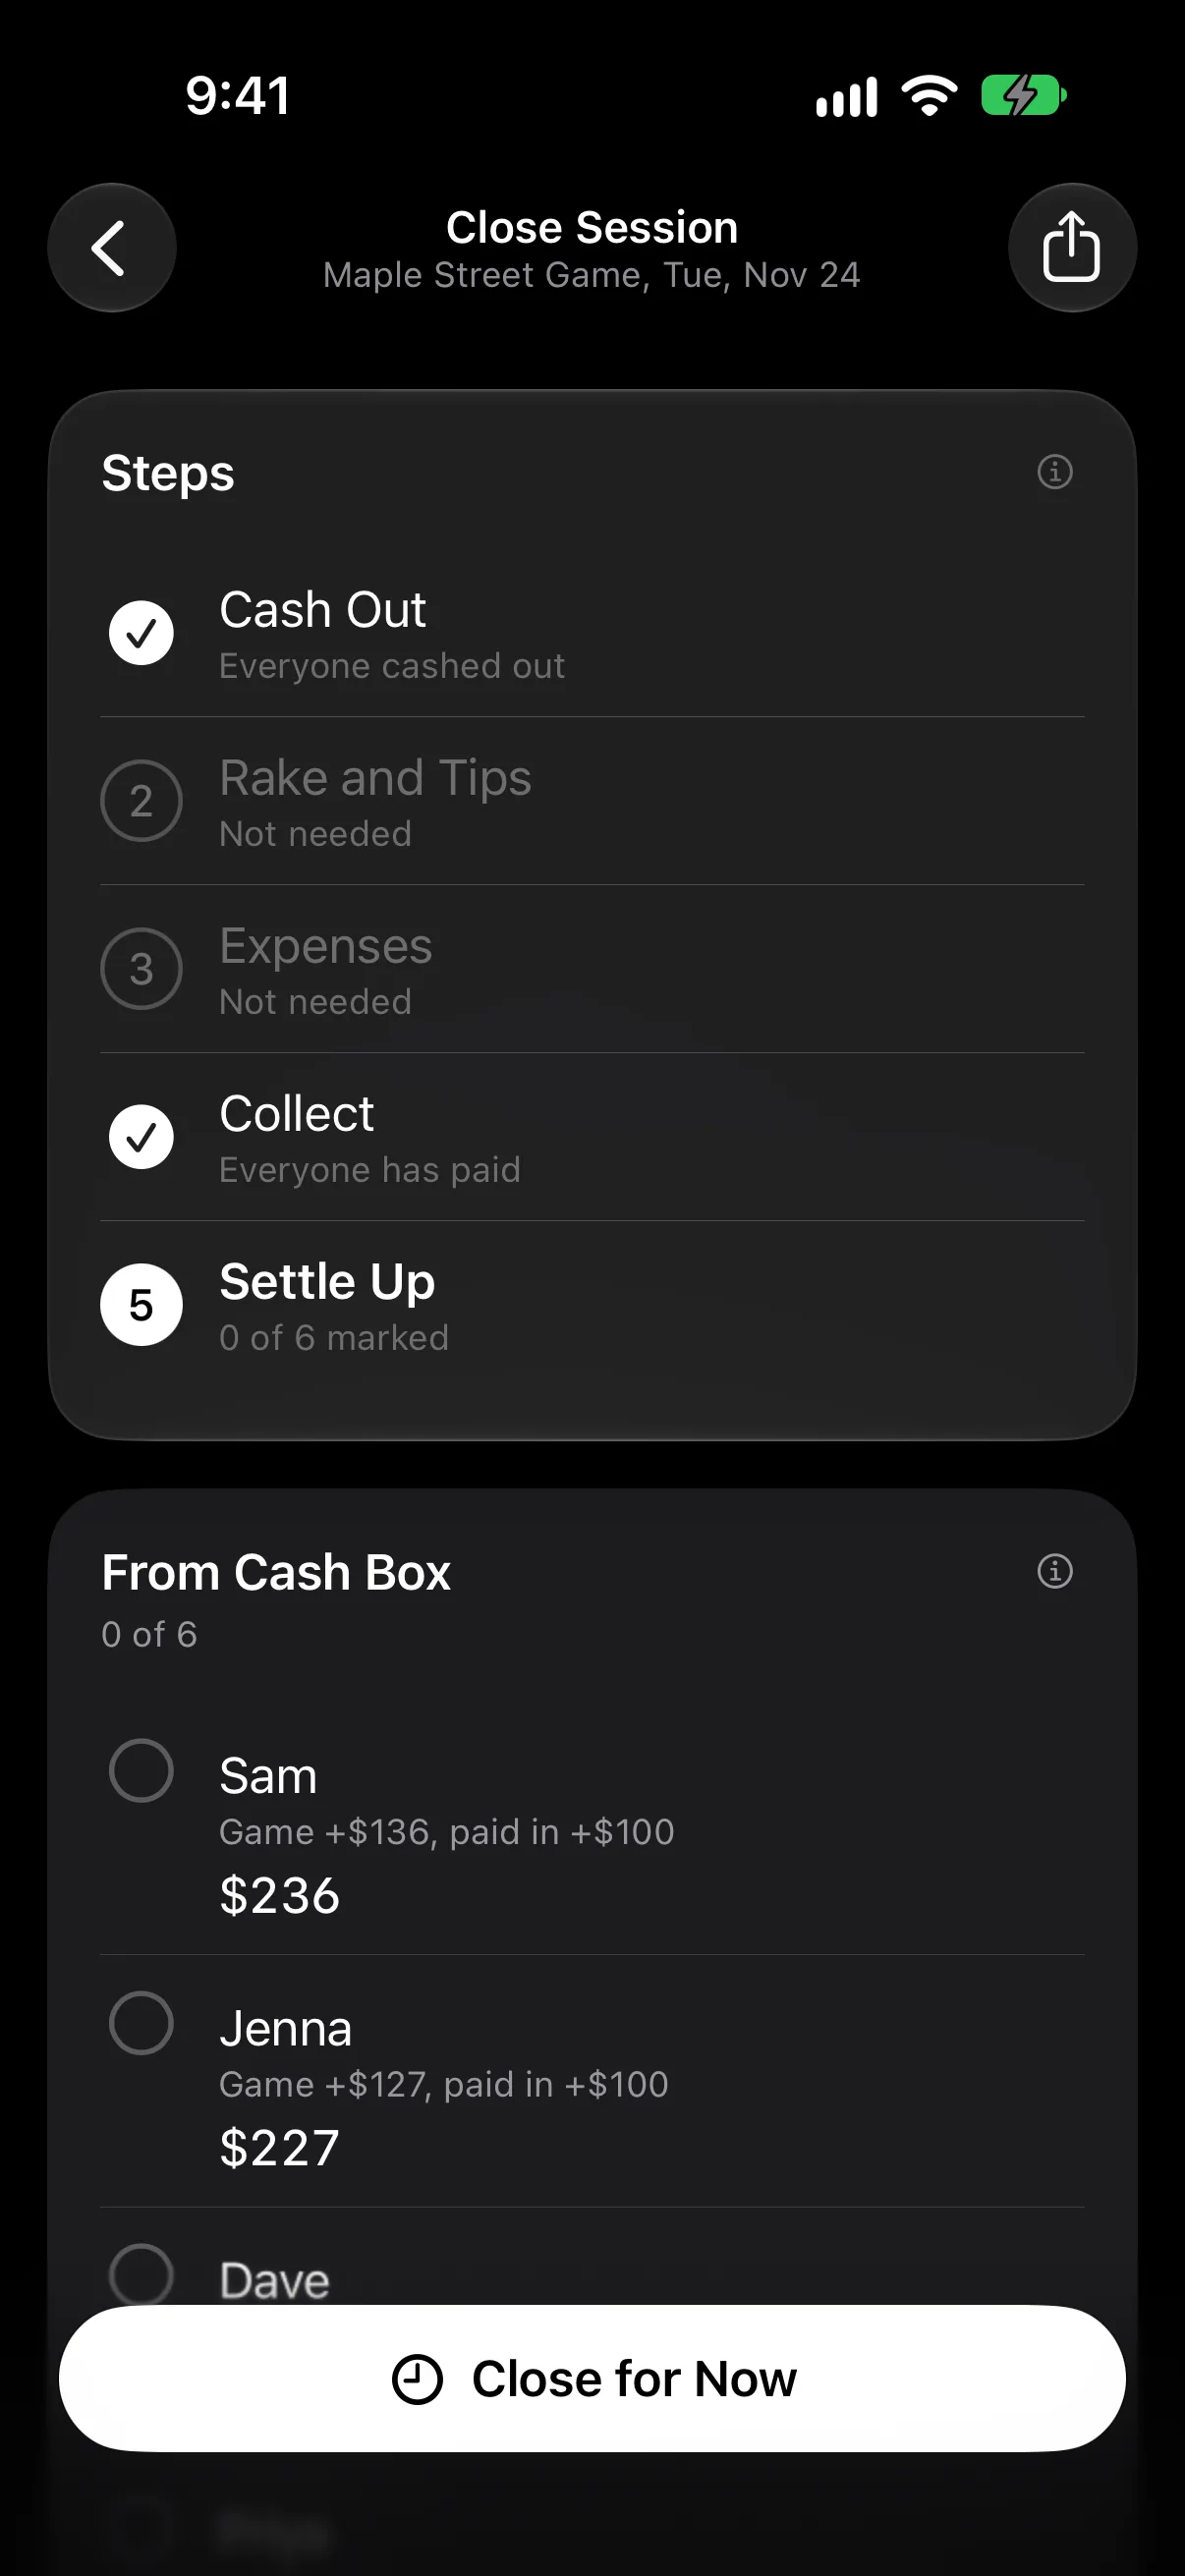 9:41
Close Session
Maple Street Game, Tue, Nov 24
Steps
Cash Out
Everyone cashed out
2
Rake and Tips
Not needed
3
Expenses
Not needed
Collect
Everyone has paid
5
Settle Up
0 of 6 marked
From Cash Box
0 of 6
Sam
Game +$136, paid in +$100
$236
Jenna
Game +$127, paid in +$100
$227
Dave
Close for Now